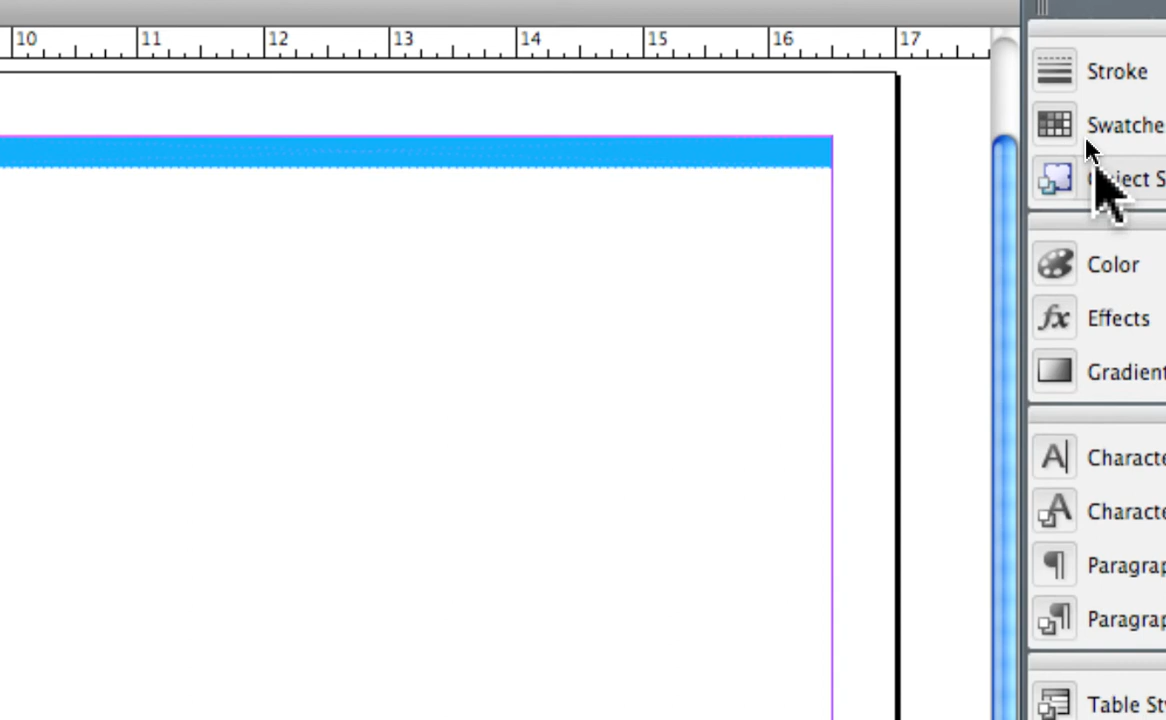 10 11 12 13 14 15 16 17
Stroke
Swatche
ject S
Color
Effects
Gradient
Characte
Characte
Paragrap
Paragrap
Table St